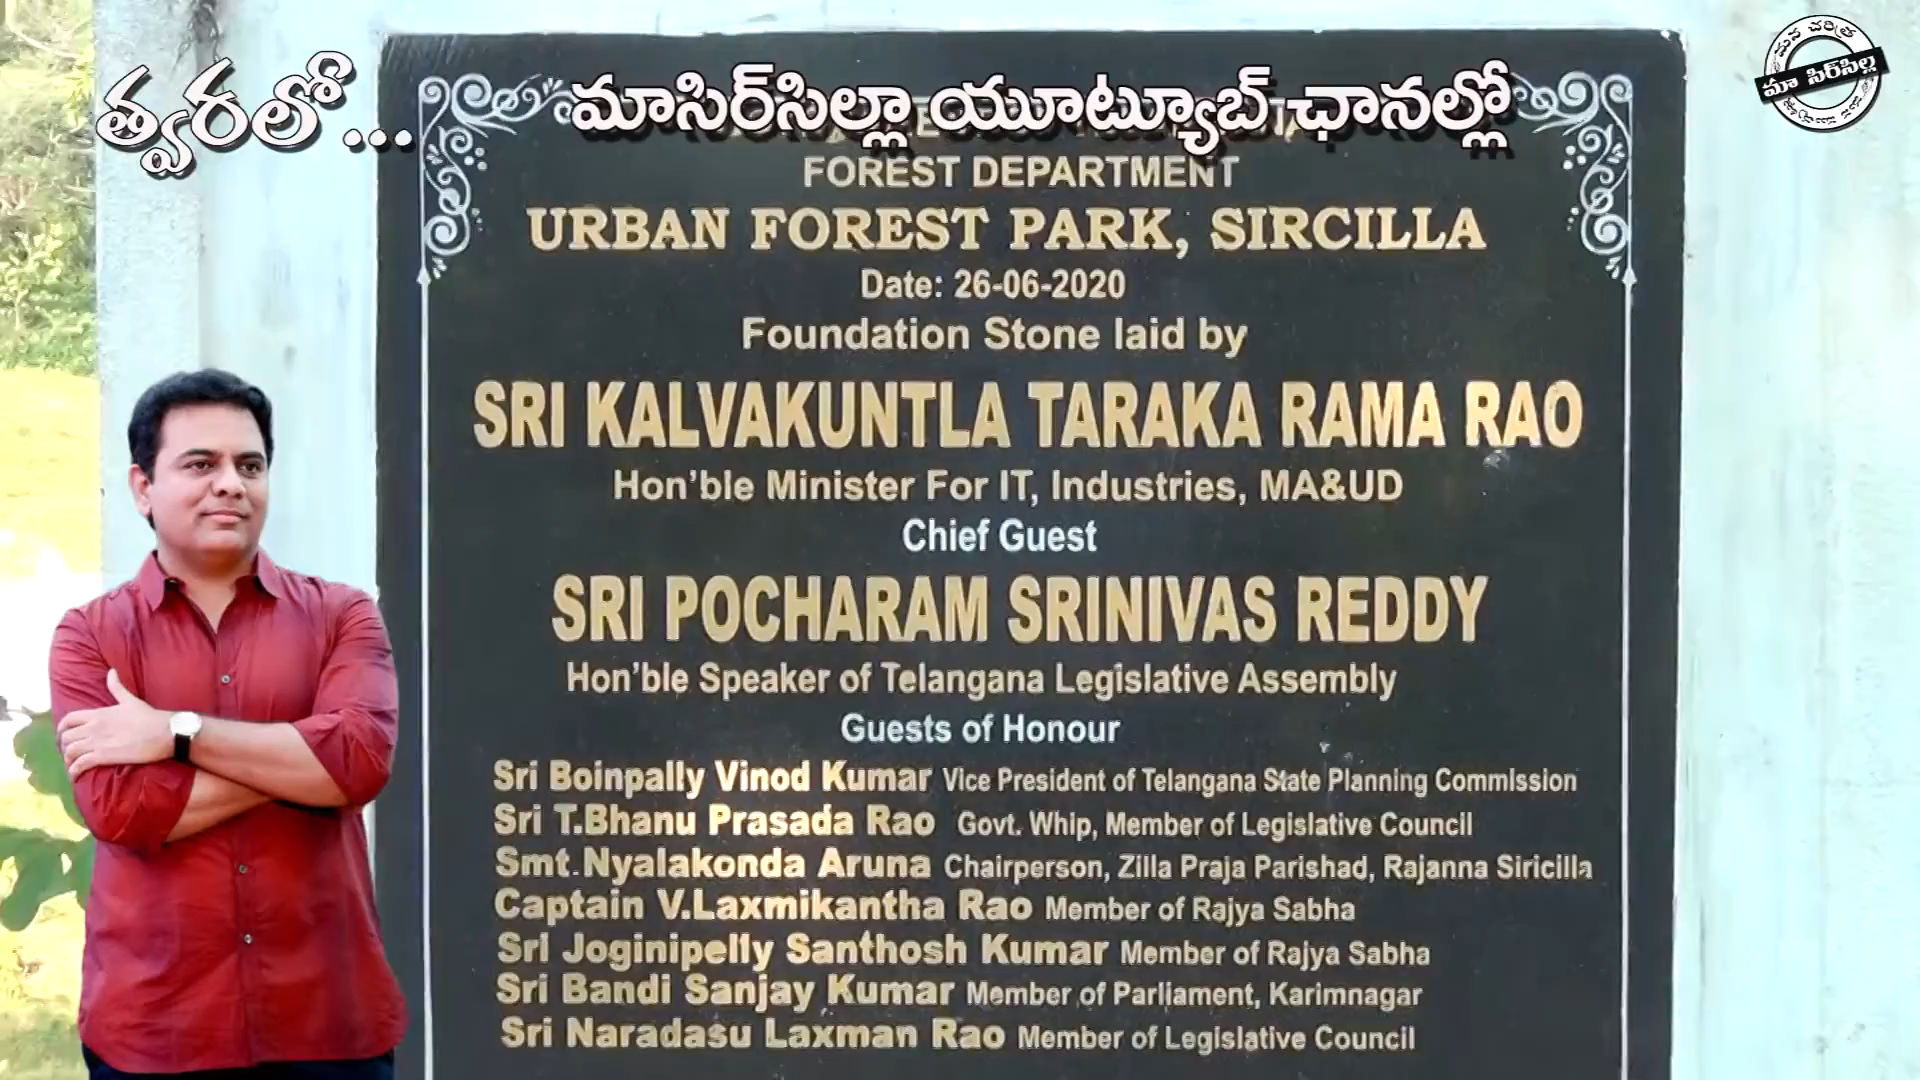 త్వరలో... మాసిర్‌సిల్లా యూట్యూబ్ ఛానల్లో
మన చరిత్ర
మా సిర్‌సిల్ల
FOREST DEPARTMENT
URBAN FOREST PARK, SIRCILLA
Date: 26-06-2020
Foundation Stone laid by
SRI KALVAKUNTLA TARAKA RAMA RAO
Hon'ble Minister For IT, Industries, MA&UD
Chief Guest
SRI POCHARAM SRINIVAS REDDY
Hon'ble Speaker of Telangana Legislative Assembly
Guests of Honour
Sri Boinpally Vinod Kumar Vice President of Telangana State Planning Commission
Sri T.Bhanu Prasada Rao Govt. Whip, Member of Legislative Council
Smt.Nyalakonda Aruna Chairperson, Zilla Praja Parishad, Rajanna Siricilla
Captain V.Laxmikantha Rao Member of Rajya Sabha
Sri Joginipelly Santhosh Kumar Member of Rajya Sabha
Sri Bandi Sanjay Kumar Member of Parliament, Karimnagar
Sri Naradasu Laxman Rao Member of Legislative Council